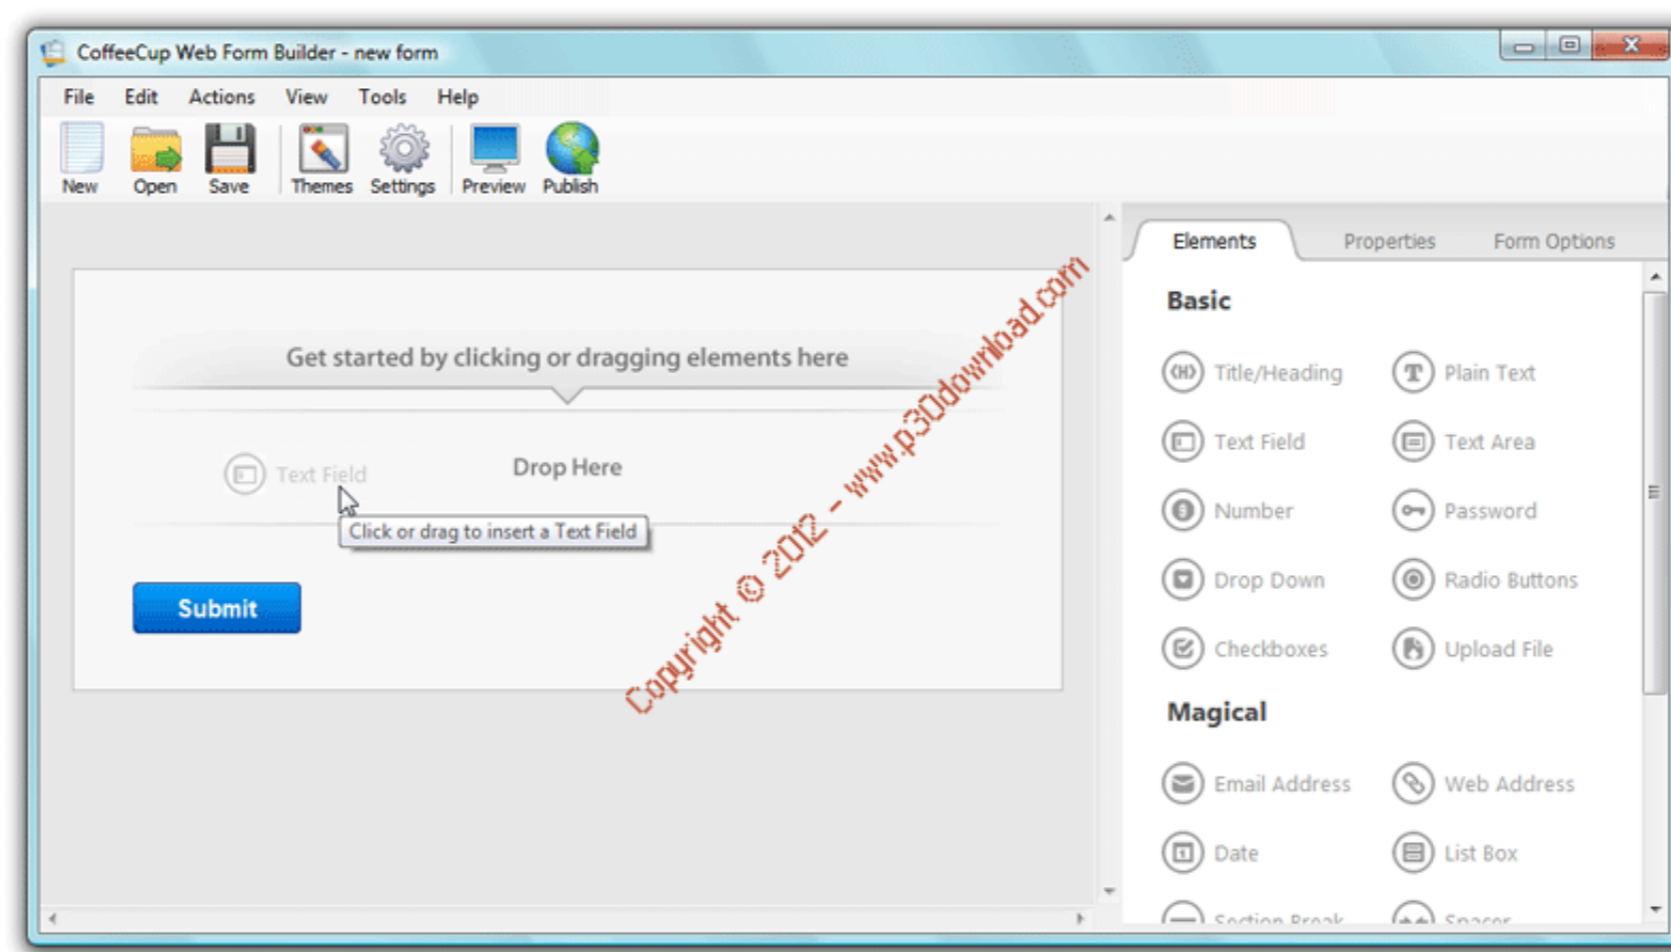 CoffeeCup Web Form Builder - new form
File Edit Actions View Tools Help
New Open Save Themes Settings Preview Publish
Elements Properties Form Options
Basic
Get started by clicking or dragging elements here
Title/Heading Plain Text
Text Field Text Area
Text Field Drop Here
Click or drag to insert a Text Field
Number Password
Drop Down Radio Buttons
Submit
Checkboxes Upload File
Magical
Email Address Web Address
Date List Box
Section Break Spacer
Copyright © 2012 - www.p30download.com